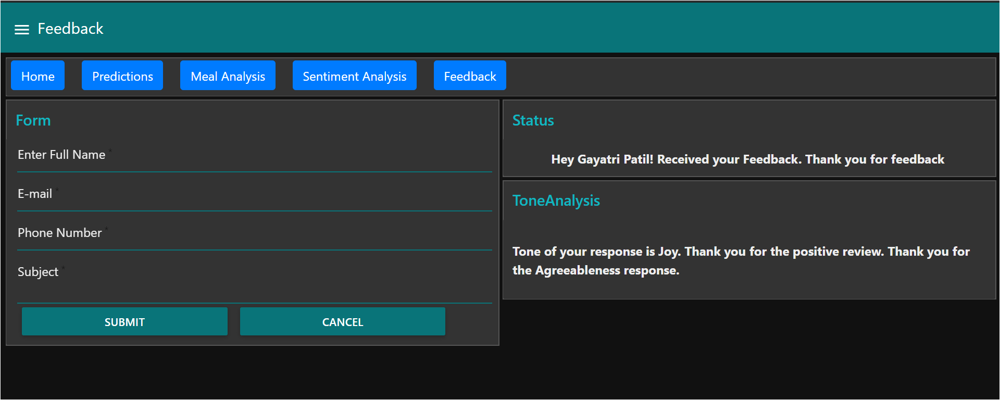 Feedback
Home Predictions Meal Analysis Sentiment Analysis Feedback
Form
Enter Full Name *
E-mail *
Phone Number *
Subject *
SUBMIT CANCEL
Status
Hey Gayatri Patil! Received your Feedback. Thank you for feedback
ToneAnalysis
Tone of your response is Joy. Thank you for the positive review. Thank you for
the Agreeableness response.